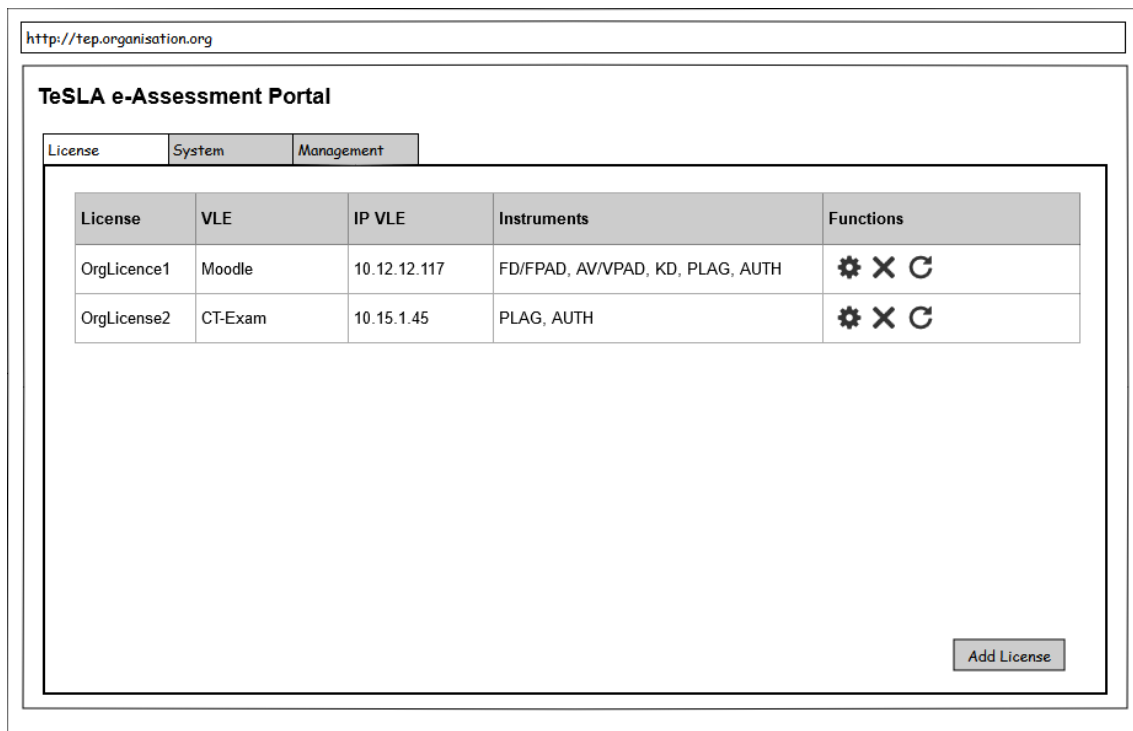 http://tep.organisation.org
TeSLA e-Assessment Portal
License System Management
License VLE IP VLE Instruments Functions
OrgLicence1 Moodle 10.12.12.117 FD/FPAD, AV/VPAD, KD, PLAG, AUTH
OrgLicense2 CT-Exam 10.15.1.45 PLAG, AUTH
Add License